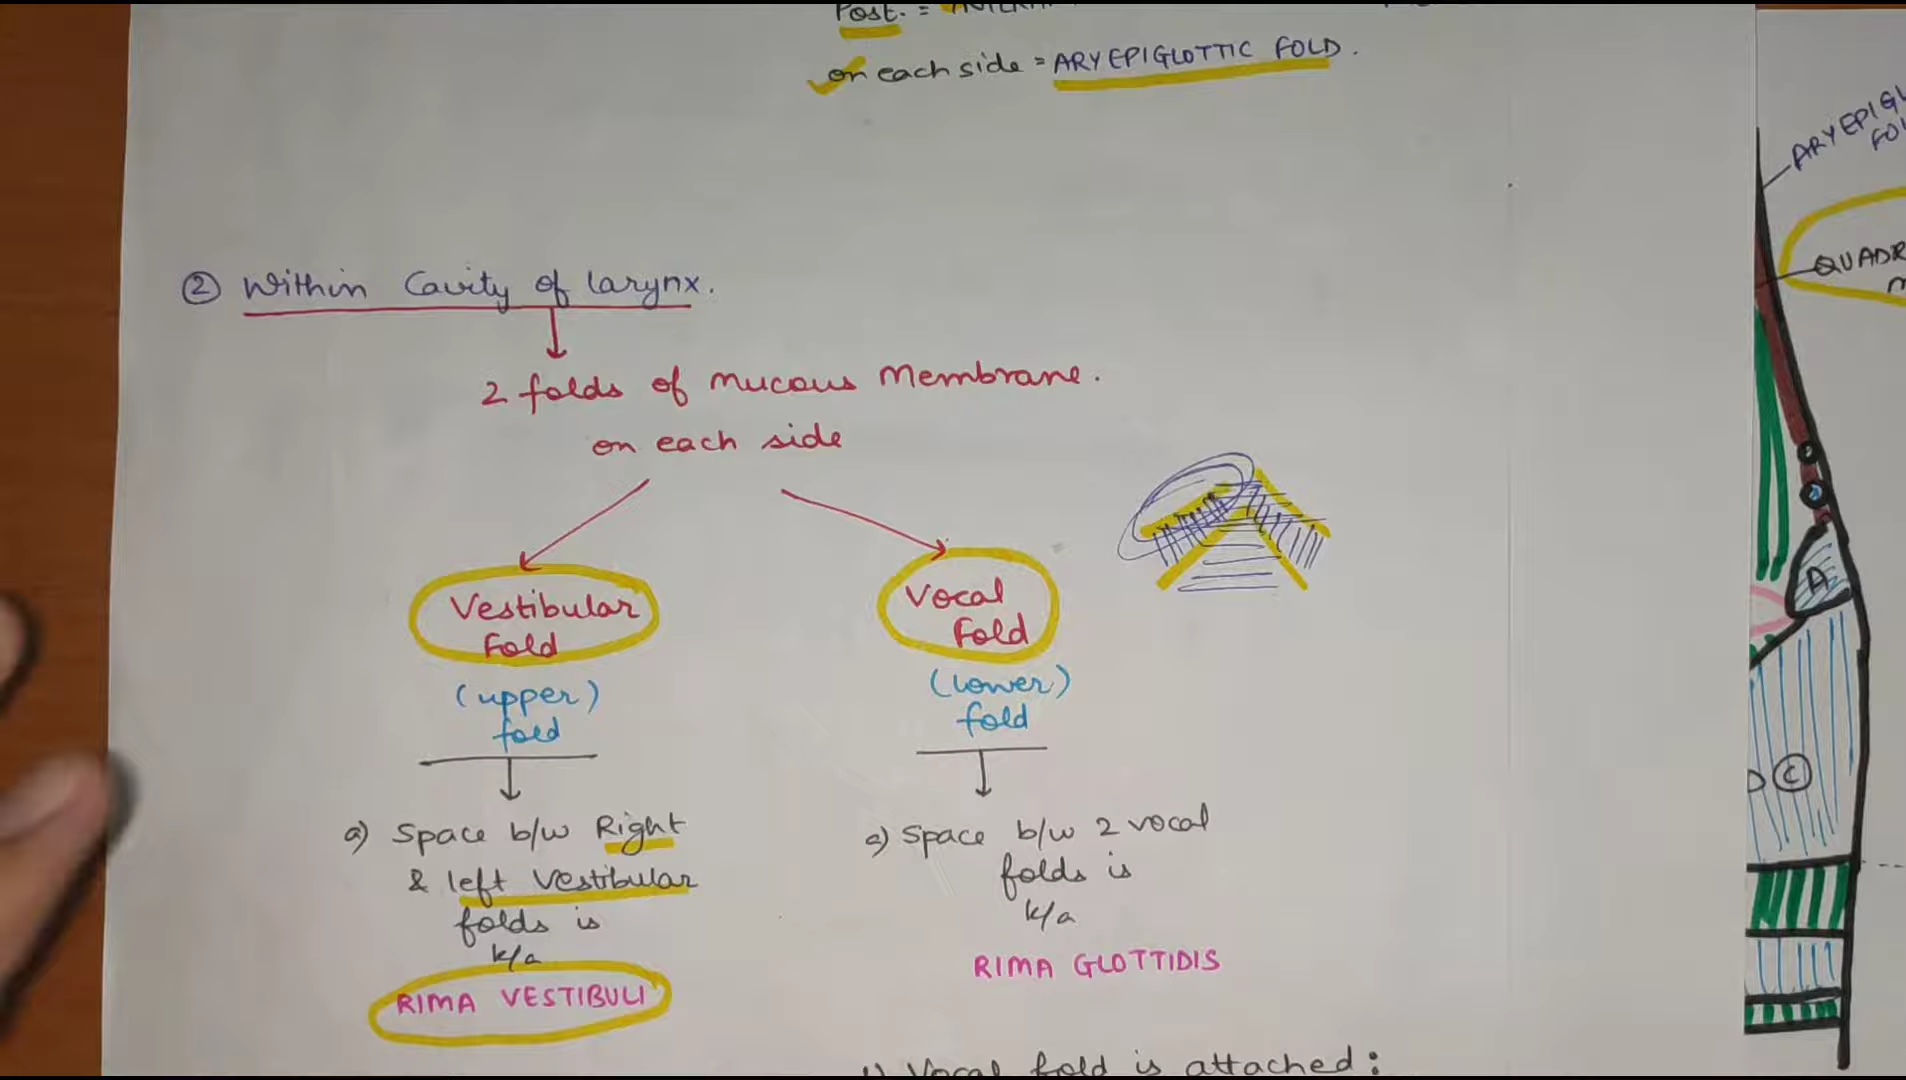 Post. =
on each side = ARYEPIGLOTTIC FOLD.
② Within Cavity of larynx.
2 folds of mucous Membrane.
on each side
Vestibular
Fold
(upper)
fold
a) Space b/w Right
& left Vestibular
folds is
k/a
RIMA VESTIBULI
Vocal
Fold
(lower)
fold
a) Space b/w 2 vocal
folds is
k/a
RIMA GLOTTIDIS
Vocal fold is attached:
A
C